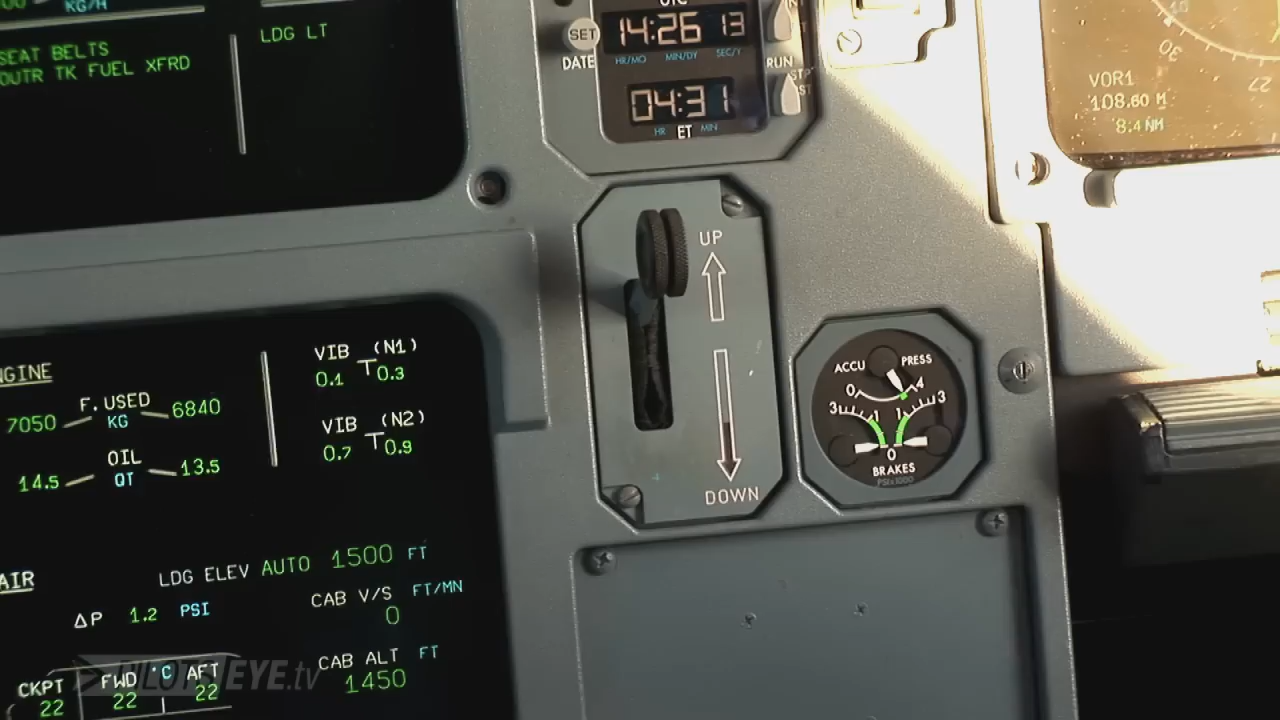 KG/H
SEAT BELTS
OUTR TK FUEL XFRD
LDG LT
UTC
SET
DATE
14:26 13
HR/MO MIN/DY SEC/Y
RUN
04:31
HR ET MIN
VOR1
108.60 M
8.4 NM
30
27
UP
DOWN
ACCU PRESS
0 4
3 1 1 3
0
BRAKES
PSIx1000
F.USED
7050 KG 6840
OIL
14.5 QT 13.5
VIB (N1)
0.1 0.3
VIB (N2)
0.7 0.9
AIR
LDG ELEV AUTO 1500 FT
ΔP 1.2 PSI
CAB V/S FT/MN
0
CAB ALT FT
1450
CKPT FWD °C AFT
22 22 22
PILOTSEYE.tv